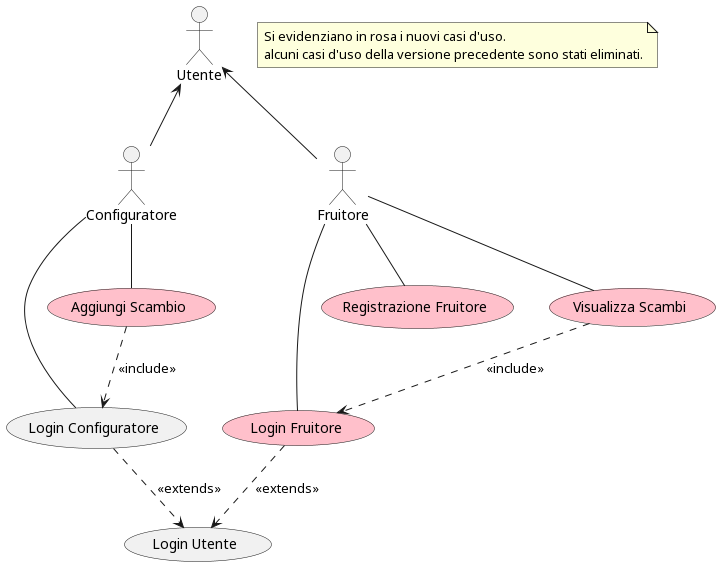 Si evidenziano in rosa i nuovi casi d'uso.
alcuni casi d'uso della versione precedente sono stati eliminati.
Utente
Configuratore
Fruitore
Aggiungi Scambio
Registrazione Fruitore
Visualizza Scambi
«include»
«include»
Login Configuratore
Login Fruitore
«extends»
«extends»
Login Utente